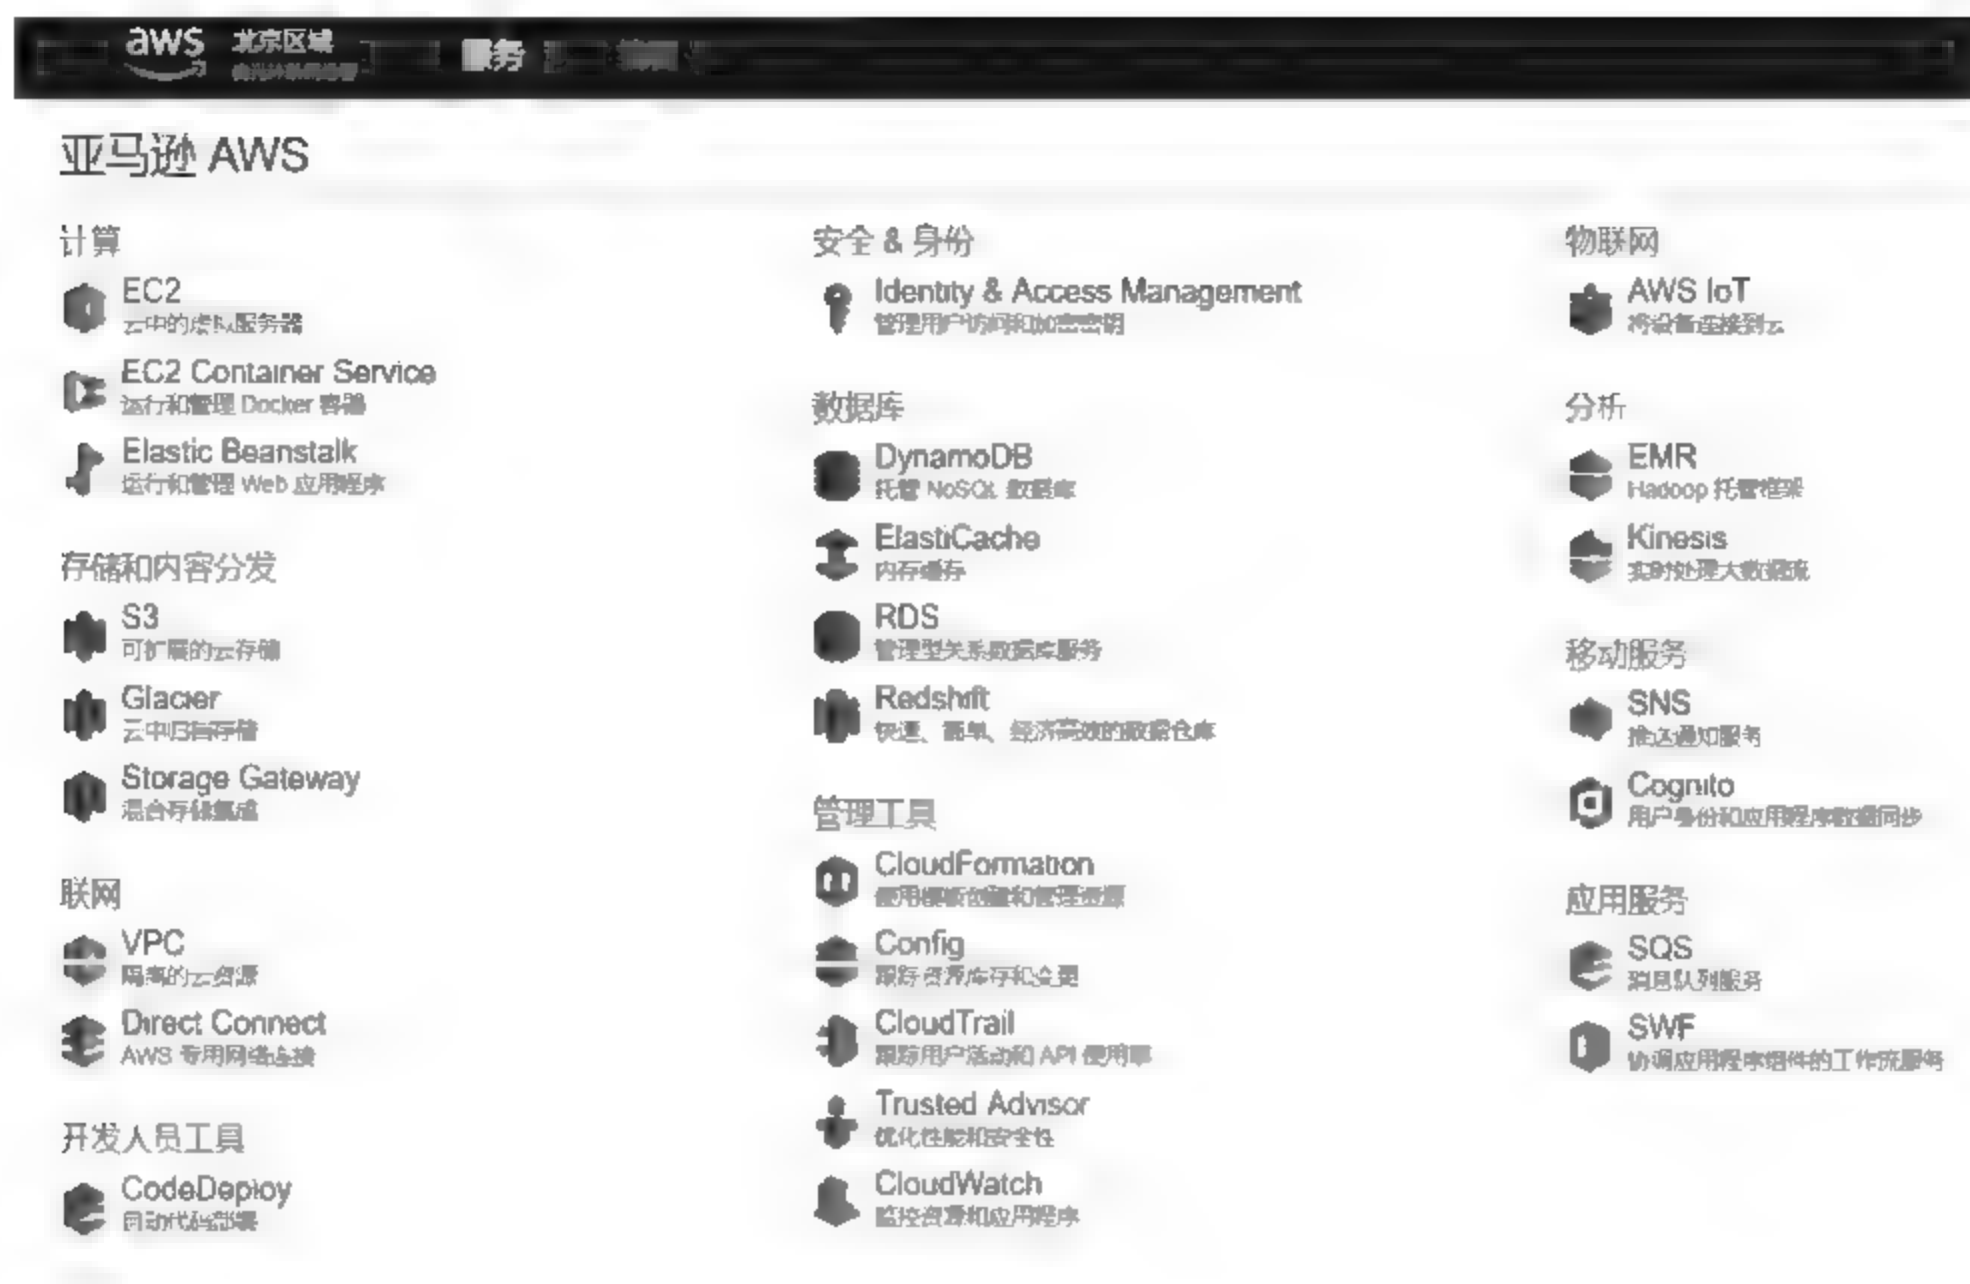 aws 北京区域
服务
亚马逊 AWS
计算
EC2
云中的虚拟服务器
EC2 Container Service
运行和管理 Docker 容器
Elastic Beanstalk
运行和管理 Web 应用程序
存储和内容分发
S3
可扩展的云存储
Glacier
云中归档存储
Storage Gateway
混合存储集成
联网
VPC
隔离的云资源
Direct Connect
AWS 专用网络连接
开发人员工具
CodeDeploy
自动代码部署
安全 & 身份
Identity & Access Management
管理用户访问和加密密钥
数据库
DynamoDB
托管 NoSQL 数据库
ElastiCache
内存缓存
RDS
管理型关系数据库服务
Redshift
快速、简单、经济高效的数据仓库
管理工具
CloudFormation
使用模板创建和管理资源
Config
跟踪资源库存和变更
CloudTrail
跟踪用户活动和 API 使用率
Trusted Advisor
优化性能和安全性
CloudWatch
监控资源和应用程序
物联网
AWS IoT
将设备连接到云
分析
EMR
Hadoop 托管框架
Kinesis
实时处理大数据流
移动服务
SNS
推送通知服务
Cognito
用户身份和应用程序数据同步
应用服务
SQS
消息队列服务
SWF
协调应用程序组件的工作流服务